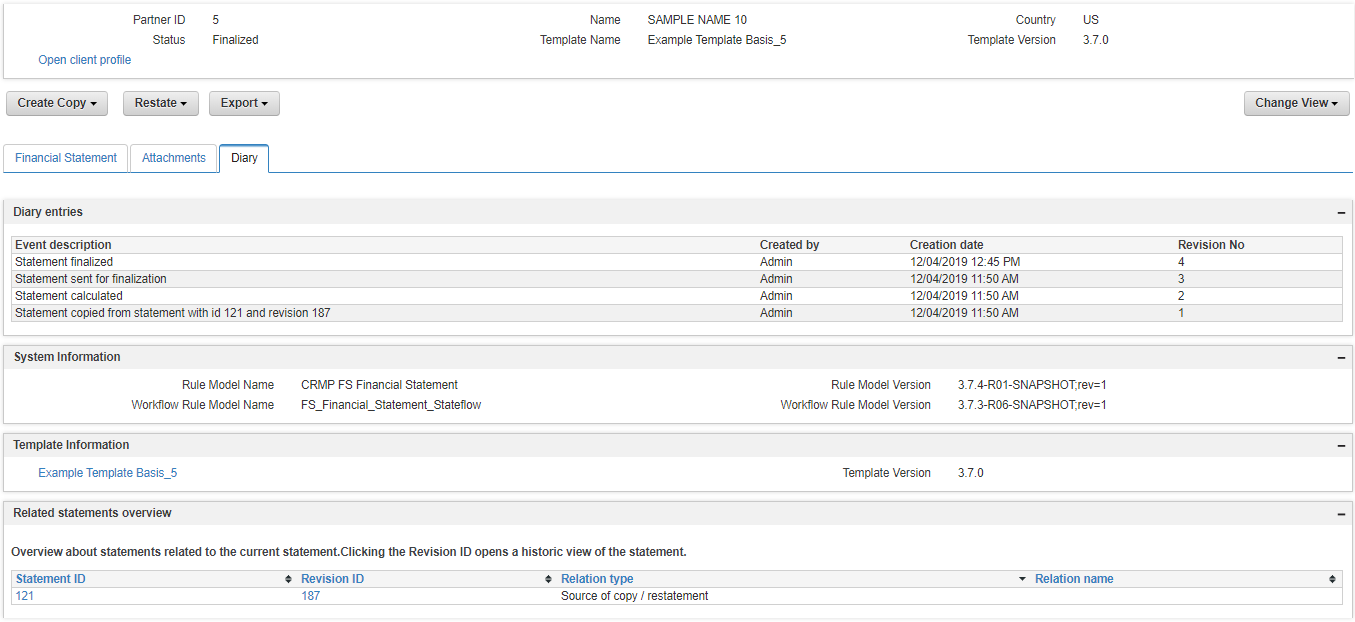 Partner ID 5 Name SAMPLE NAME 10 Country US
Status Finalized Template Name Example Template Basis_5 Template Version 3.7.0
Open client profile
Create Copy Restate Export Change View
Financial Statement Attachments Diary
Diary entries
Event description Created by Creation date Revision No
Statement finalized Admin 12/04/2019 12:45 PM 4
Statement sent for finalization Admin 12/04/2019 11:50 AM 3
Statement calculated Admin 12/04/2019 11:50 AM 2
Statement copied from statement with id 121 and revision 187 Admin 12/04/2019 11:50 AM 1
System Information
Rule Model Name CRMP FS Financial Statement Rule Model Version 3.7.4-R01-SNAPSHOT;rev=1
Workflow Rule Model Name FS_Financial_Statement_Stateflow Workflow Rule Model Version 3.7.3-R06-SNAPSHOT;rev=1
Template Information
Example Template Basis_5 Template Version 3.7.0
Related statements overview
Overview about statements related to the current statement.Clicking the Revision ID opens a historic view of the statement.
Statement ID Revision ID Relation type Relation name
121 187 Source of copy / restatement